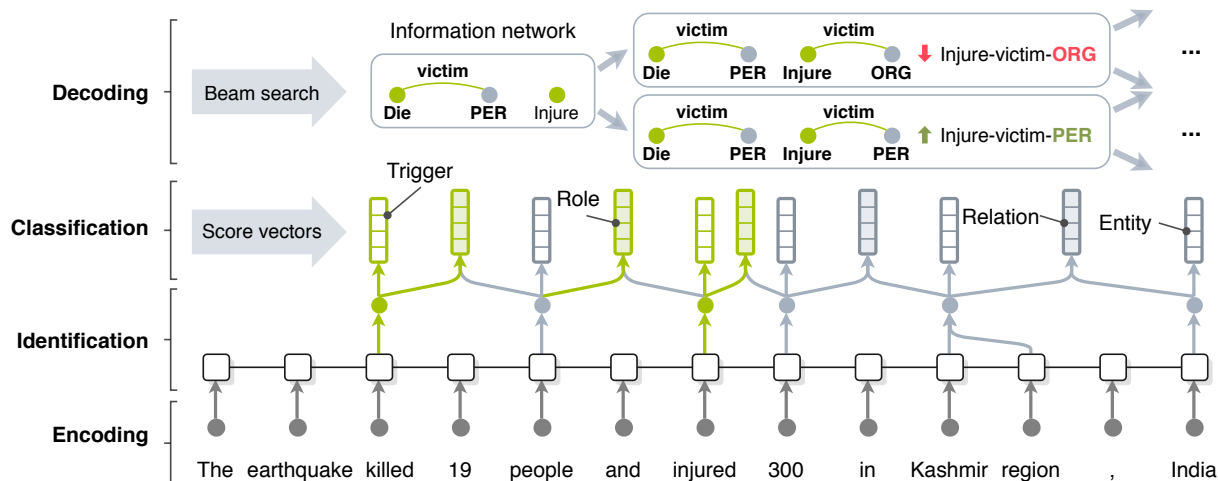 Information network
Decoding
Beam search
victim
Die PER Injure
victim victim
Die PER Injure ORG
Injure-victim-ORG
...
victim victim
Die PER Injure PER
Injure-victim-PER
...
Classification
Score vectors
Trigger
Role
Relation
Entity
Identification
Encoding
The earthquake killed 19 people and injured 300 in Kashmir region , India